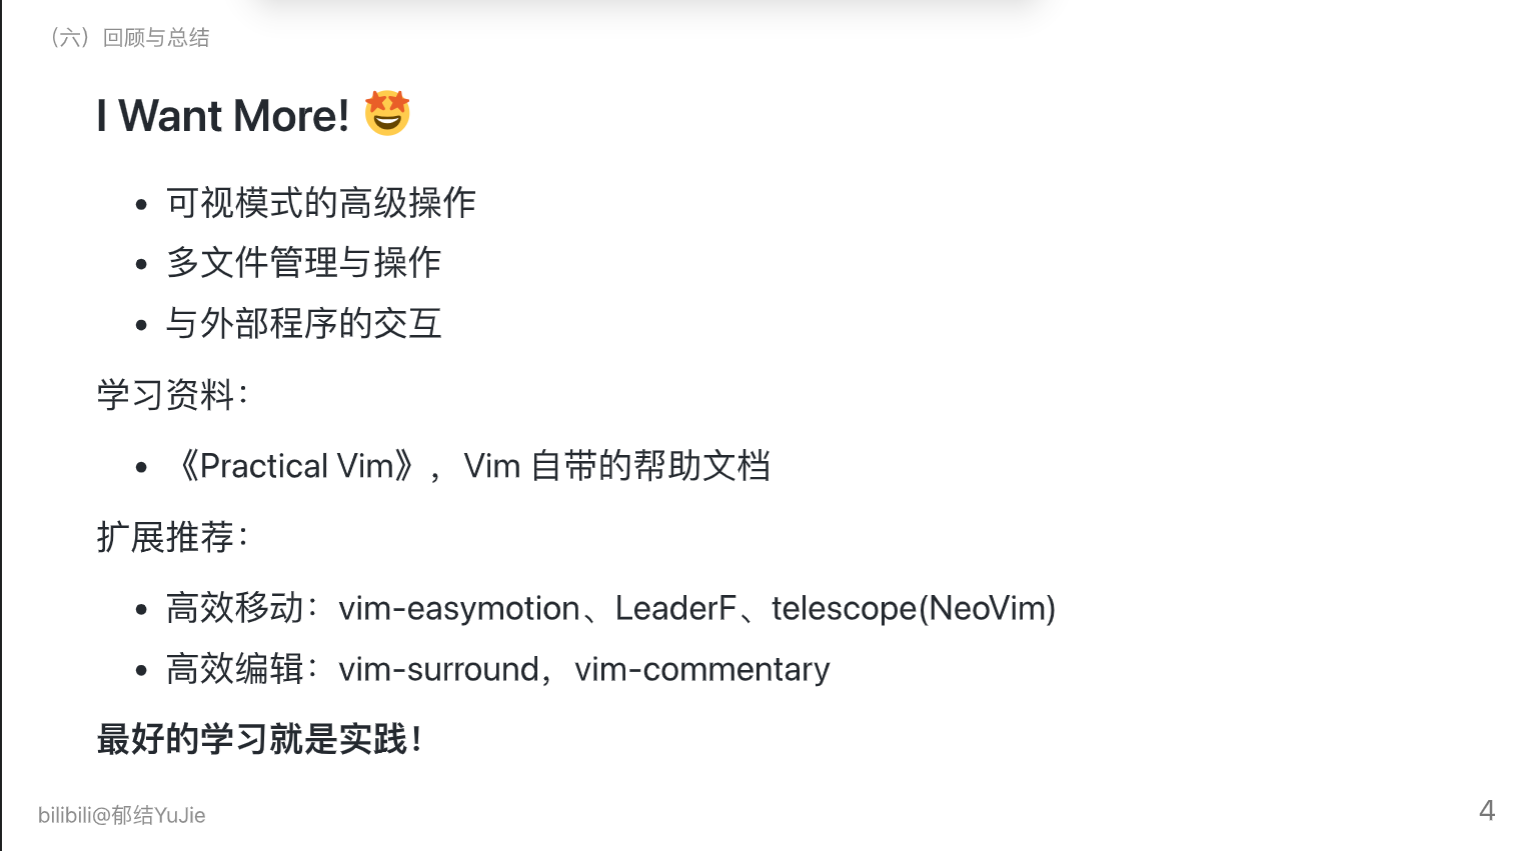 （六）回顾与总结
I Want More! 🤩
• 可视模式的高级操作
• 多文件管理与操作
• 与外部程序的交互
学习资料：
• 《Practical Vim》，Vim 自带的帮助文档
扩展推荐：
• 高效移动：vim-easymotion、LeaderF、telescope(NeoVim)
• 高效编辑：vim-surround，vim-commentary
最好的学习就是实践！
bilibili@郁结YuJie
4